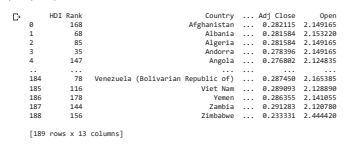 HDI Rank Country ... Adj Close Open
0 168 Afghanistan ... 0.282115 2.149165
1 68 Albania ... 0.281584 2.153220
2 85 Algeria ... 0.281584 2.149165
3 35 Andorra ... 0.278396 2.149165
4 147 Angola ... 0.276802 2.124835
.. ... ... ... ... ...
184 78 Venezuela (Bolivarian Republic of) ... 0.287450 2.165385
185 116 Viet Nam ... 0.289093 2.128890
186 178 Yemen ... 0.286355 2.141055
187 144 Zambia ... 0.291283 2.120780
188 156 Zimbabwe ... 0.233331 2.444420
[189 rows x 13 columns]